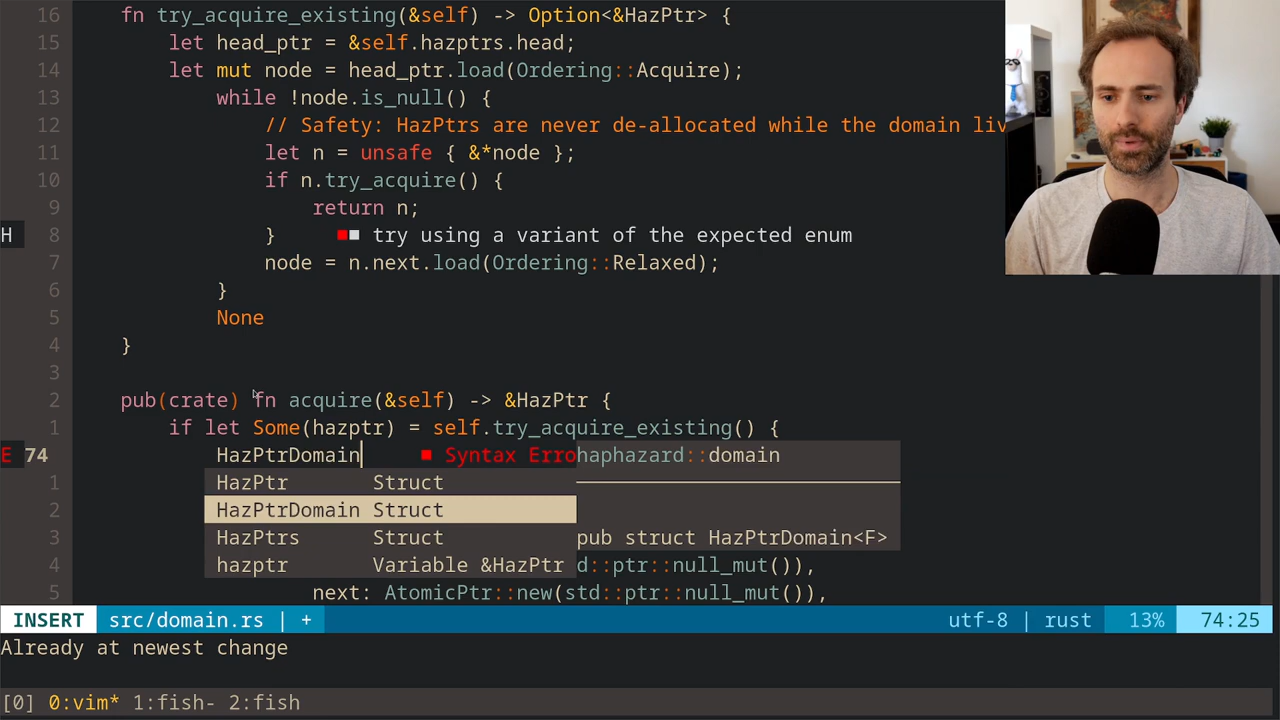 16 fn try_acquire_existing(&self) -> Option<&HazPtr> {
15 let head_ptr = &self.hazptrs.head;
14 let mut node = head_ptr.load(Ordering::Acquire);
13 while !node.is_null() {
12 // Safety: HazPtrs are never de-allocated while the domain liv
11 let n = unsafe { &*node };
10 if n.try_acquire() {
9 return n;
H 8 } try using a variant of the expected enum
7 node = n.next.load(Ordering::Relaxed);
6 }
5 None
4 }
3
2 pub(crate) fn acquire(&self) -> &HazPtr {
1 if let Some(hazptr) = self.try_acquire_existing() {
E 74 HazPtrDomain Syntax Erro haphazard::domain
1 HazPtr Struct
2 HazPtrDomain Struct
3 HazPtrs Struct pub struct HazPtrDomain<F>
4 hazptr Variable &HazPtr d::ptr::null_mut()),
5 next: AtomicPtr::new(std::ptr::null_mut()),
INSERT src/domain.rs | + utf-8 | rust 13% 74:25
Already at newest change
[0] 0:vim* 1:fish- 2:fish